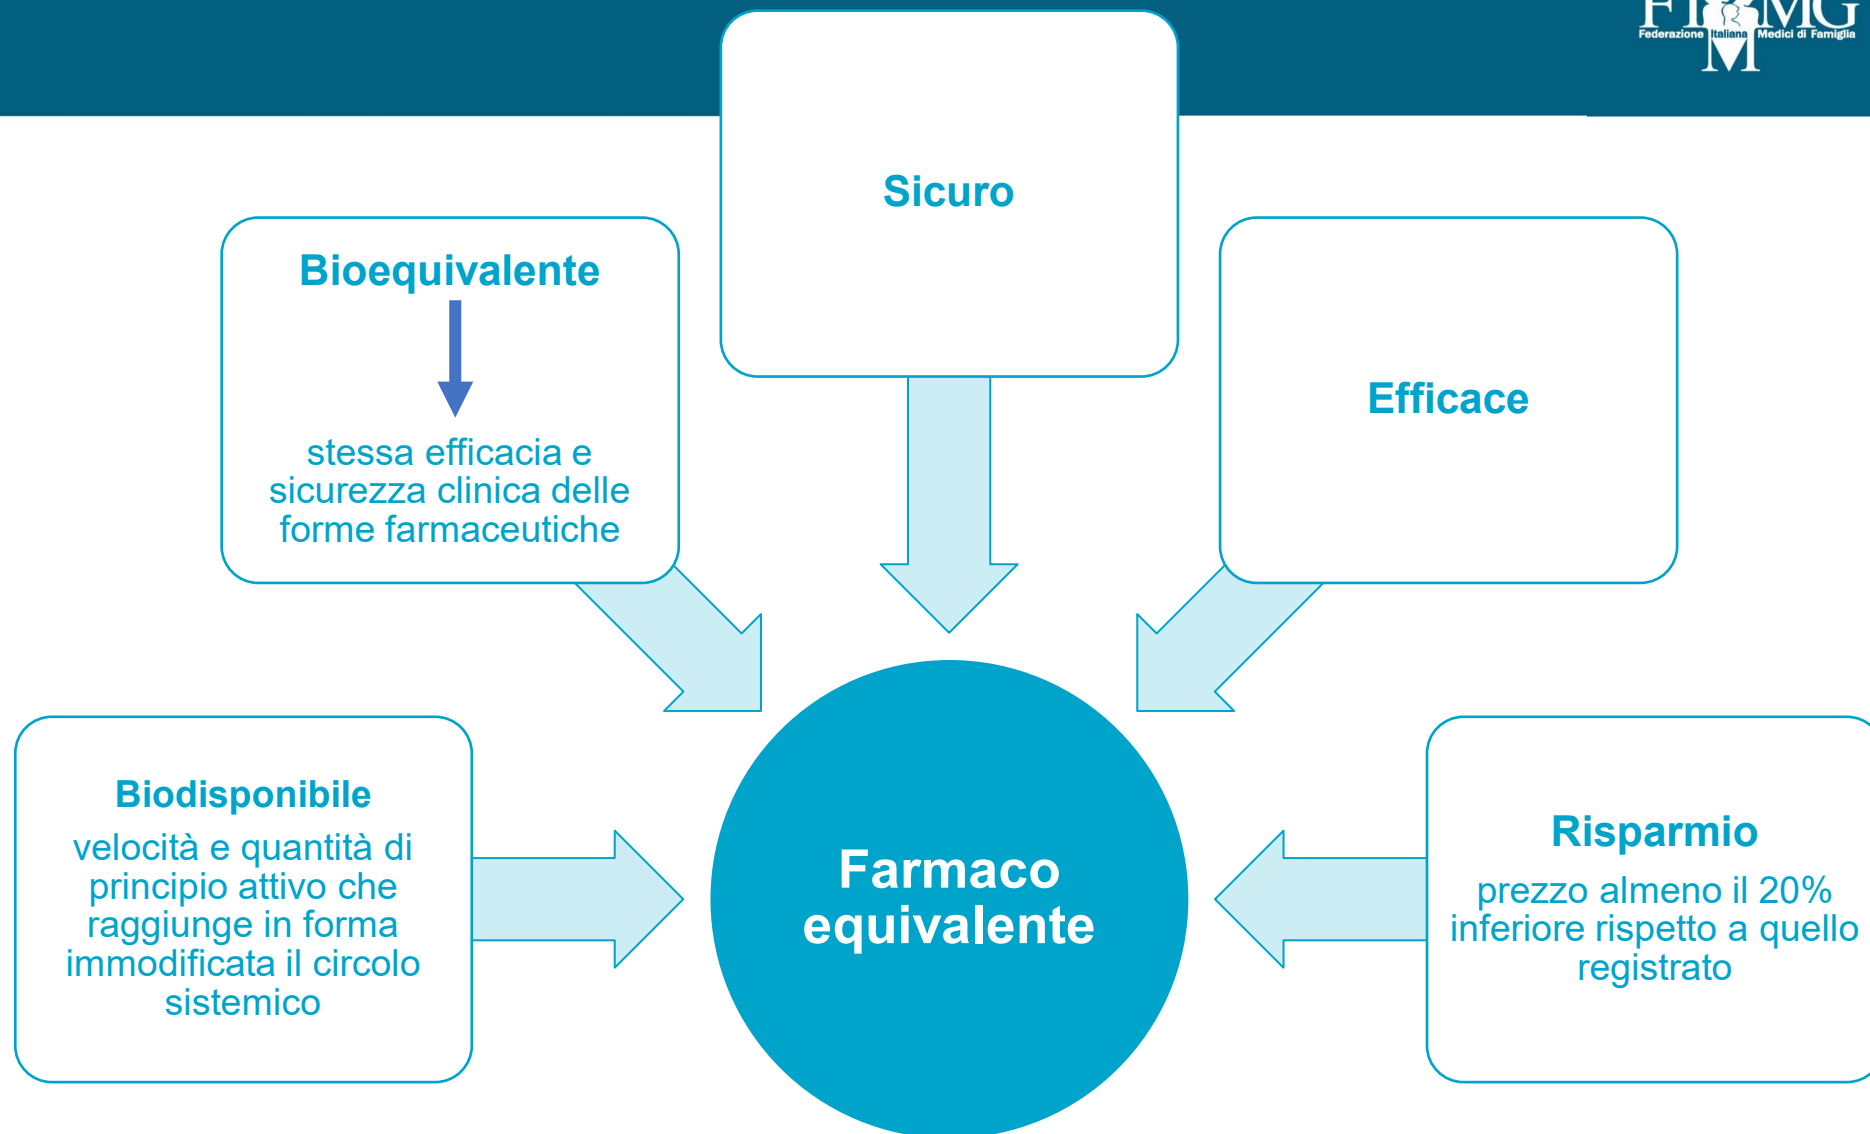 FIMMG
Federazione Italiana Medici di Famiglia
Sicuro
Bioequivalente
stessa efficacia e
sicurezza clinica delle
forme farmaceutiche
Efficace
Biodisponibile
velocità e quantità di
principio attivo che
raggiunge in forma
immodificata il circolo
sistemico
Farmaco
equivalente
Risparmio
prezzo almeno il 20%
inferiore rispetto a quello
registrato